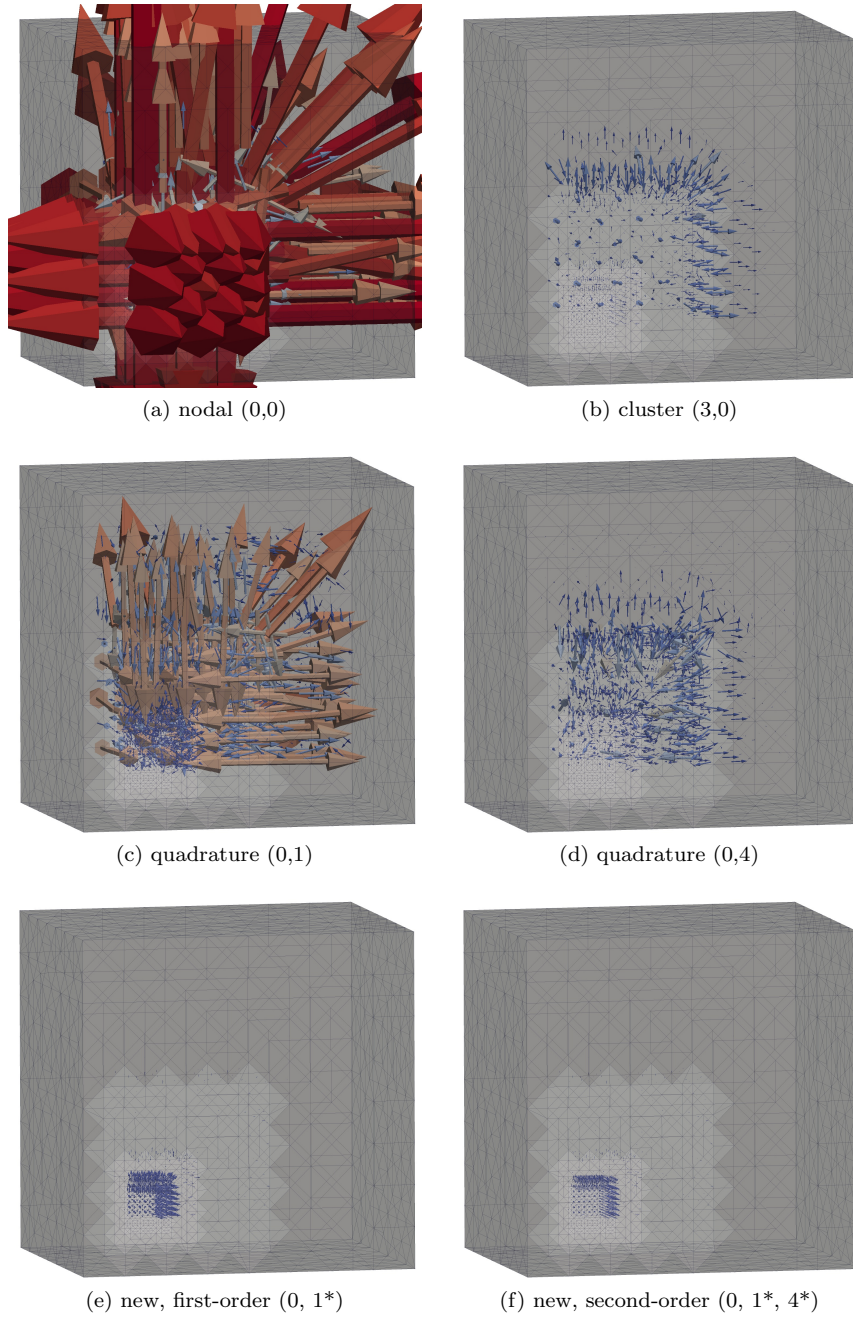 (a) nodal (0,0)
(b) cluster (3,0)
(c) quadrature (0,1)
(d) quadrature (0,4)
(e) new, first-order (0, 1*)
(f) new, second-order (0, 1*, 4*)